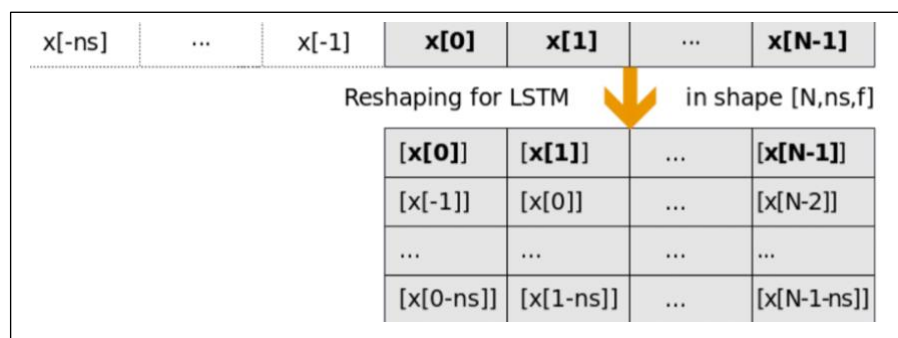 x[-ns] ... x[-1] x[0] x[1] ... x[N-1]
Reshaping for LSTM in shape [N,ns,f]
[x[0]] [x[1]] ... [x[N-1]]
[x[-1]] [x[0]] ... [x[N-2]]
... ... ... ...
[x[0-ns]] [x[1-ns]] ... [x[N-1-ns]]